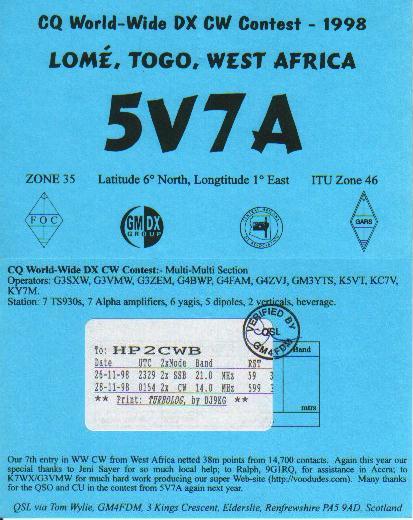 CQ World-Wide DX CW Contest - 1998
LOMÉ, TOGO, WEST AFRICA
5V7A
ZONE 35 Latitude 6° North, Longtitude 1° East ITU Zone 46
FOC
GMDX
GROUP
GARS
CQ World-Wide DX CW Contest:- Multi-Multi Section
Operators: G3SXW, G3VMW, G3ZEM, G4BWP, G4FAM, G4ZVJ, GM3YTS, K5VT, KC7V,
KY7M.
Station: 7 TS930s, 7 Alpha amplifiers, 6 yagis, 5 dipoles, 2 verticals, beverage.
VERIFIED BY
QSL
GM4FDM
To: HP2CWB
Band
Date UTC 2xMode Band RST
26-11-98 2329 2x SSB 21.0 MHz 59
28-11-98 0154 2x CW 14.0 MHz 599
** Print: TURBOLOG, by DJ9KG **
mtrs
Our 7th entry in WW CW from West Africa netted 38m points from 14,700 contacts. Again this year our
special thanks to Jeni Sayer for so much local help; to Ralph, 9G1RQ, for assistance in Accra; to
K7WX/G3VMW for much hard work producing our super Web-site (http://voodudes.com). Many thanks
for the QSO and CU in the contest from 5V7A again next year.
QSL via Tom Wylie, GM4FDM, 3 Kings Crescent, Elderslie, Renfrewshire PA5 9AD. Scotland